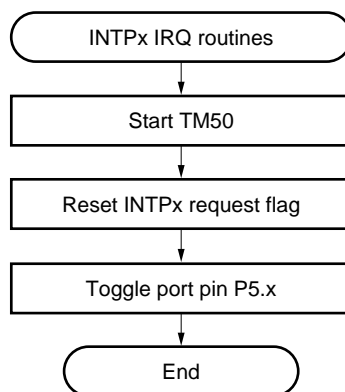 INTPx IRQ routines
Start TM50
Reset INTPx request flag
Toggle port pin P5.x
End